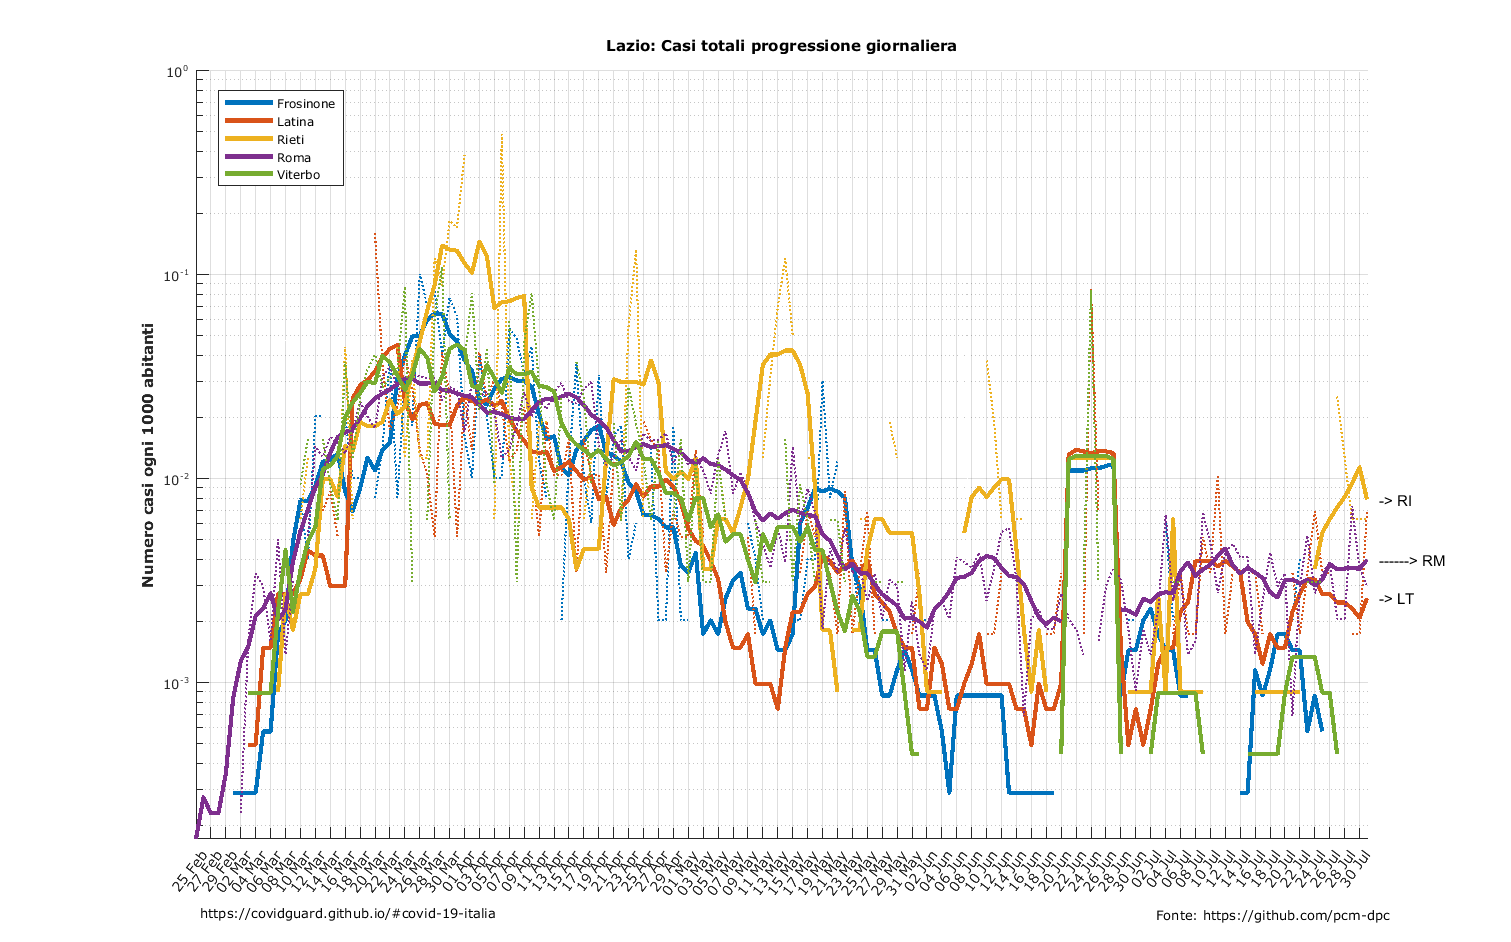 Lazio: Casi totali progressione giornaliera
Numero casi ogni 1000 abitanti
10^0
10^-1
10^-2
10^-3
Frosinone
Latina
Rieti
Roma
Viterbo
-> RI
------> RM
-> LT
25 Feb
27 Feb
29 Feb
02 Mar
04 Mar
06 Mar
08 Mar
10 Mar
12 Mar
14 Mar
16 Mar
18 Mar
20 Mar
22 Mar
24 Mar
26 Mar
28 Mar
30 Mar
01 Apr
03 Apr
05 Apr
07 Apr
09 Apr
11 Apr
13 Apr
15 Apr
17 Apr
19 Apr
21 Apr
23 Apr
25 Apr
27 Apr
29 Apr
01 May
03 May
05 May
07 May
09 May
11 May
13 May
15 May
17 May
19 May
21 May
23 May
25 May
27 May
29 May
31 May
02 Jun
04 Jun
06 Jun
08 Jun
10 Jun
12 Jun
14 Jun
16 Jun
18 Jun
20 Jun
22 Jun
24 Jun
26 Jun
28 Jun
30 Jun
02 Jul
04 Jul
06 Jul
08 Jul
10 Jul
12 Jul
14 Jul
16 Jul
18 Jul
20 Jul
22 Jul
24 Jul
26 Jul
28 Jul
30 Jul
https://covidguard.github.io/#covid-19-italia
Fonte: https://github.com/pcm-dpc